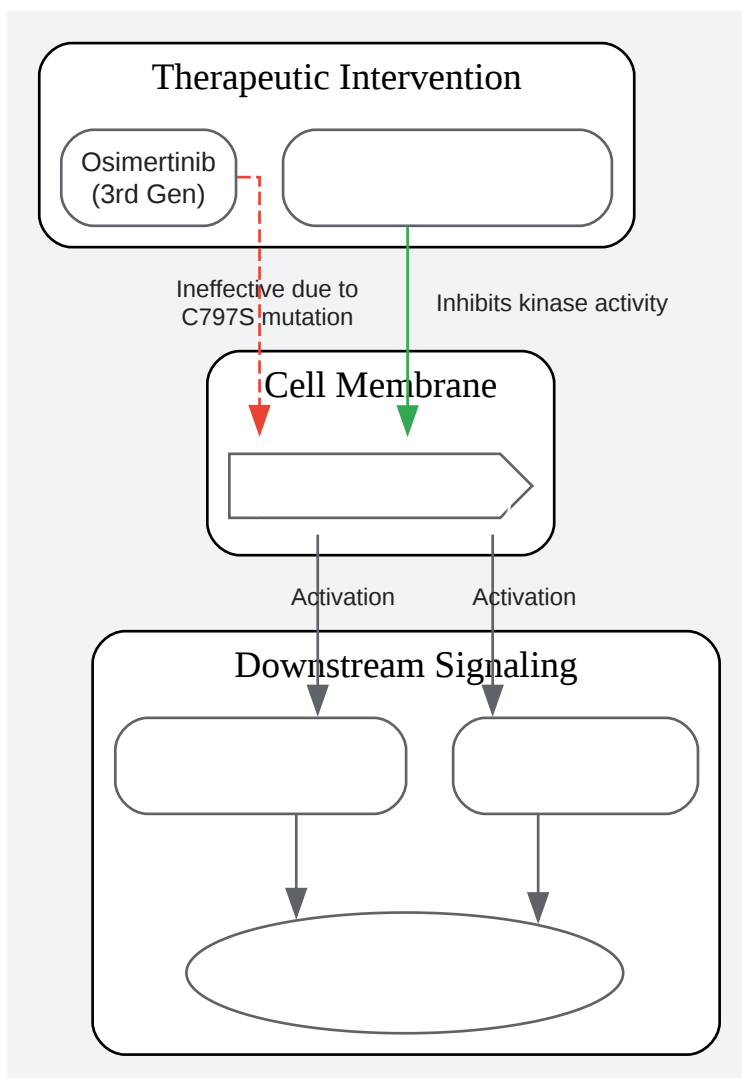 Therapeutic Intervention
Osimertinib
(3rd Gen)
Ineffective due to
C797S mutation
Inhibits kinase activity
Cell Membrane
Activation
Activation
Downstream Signaling